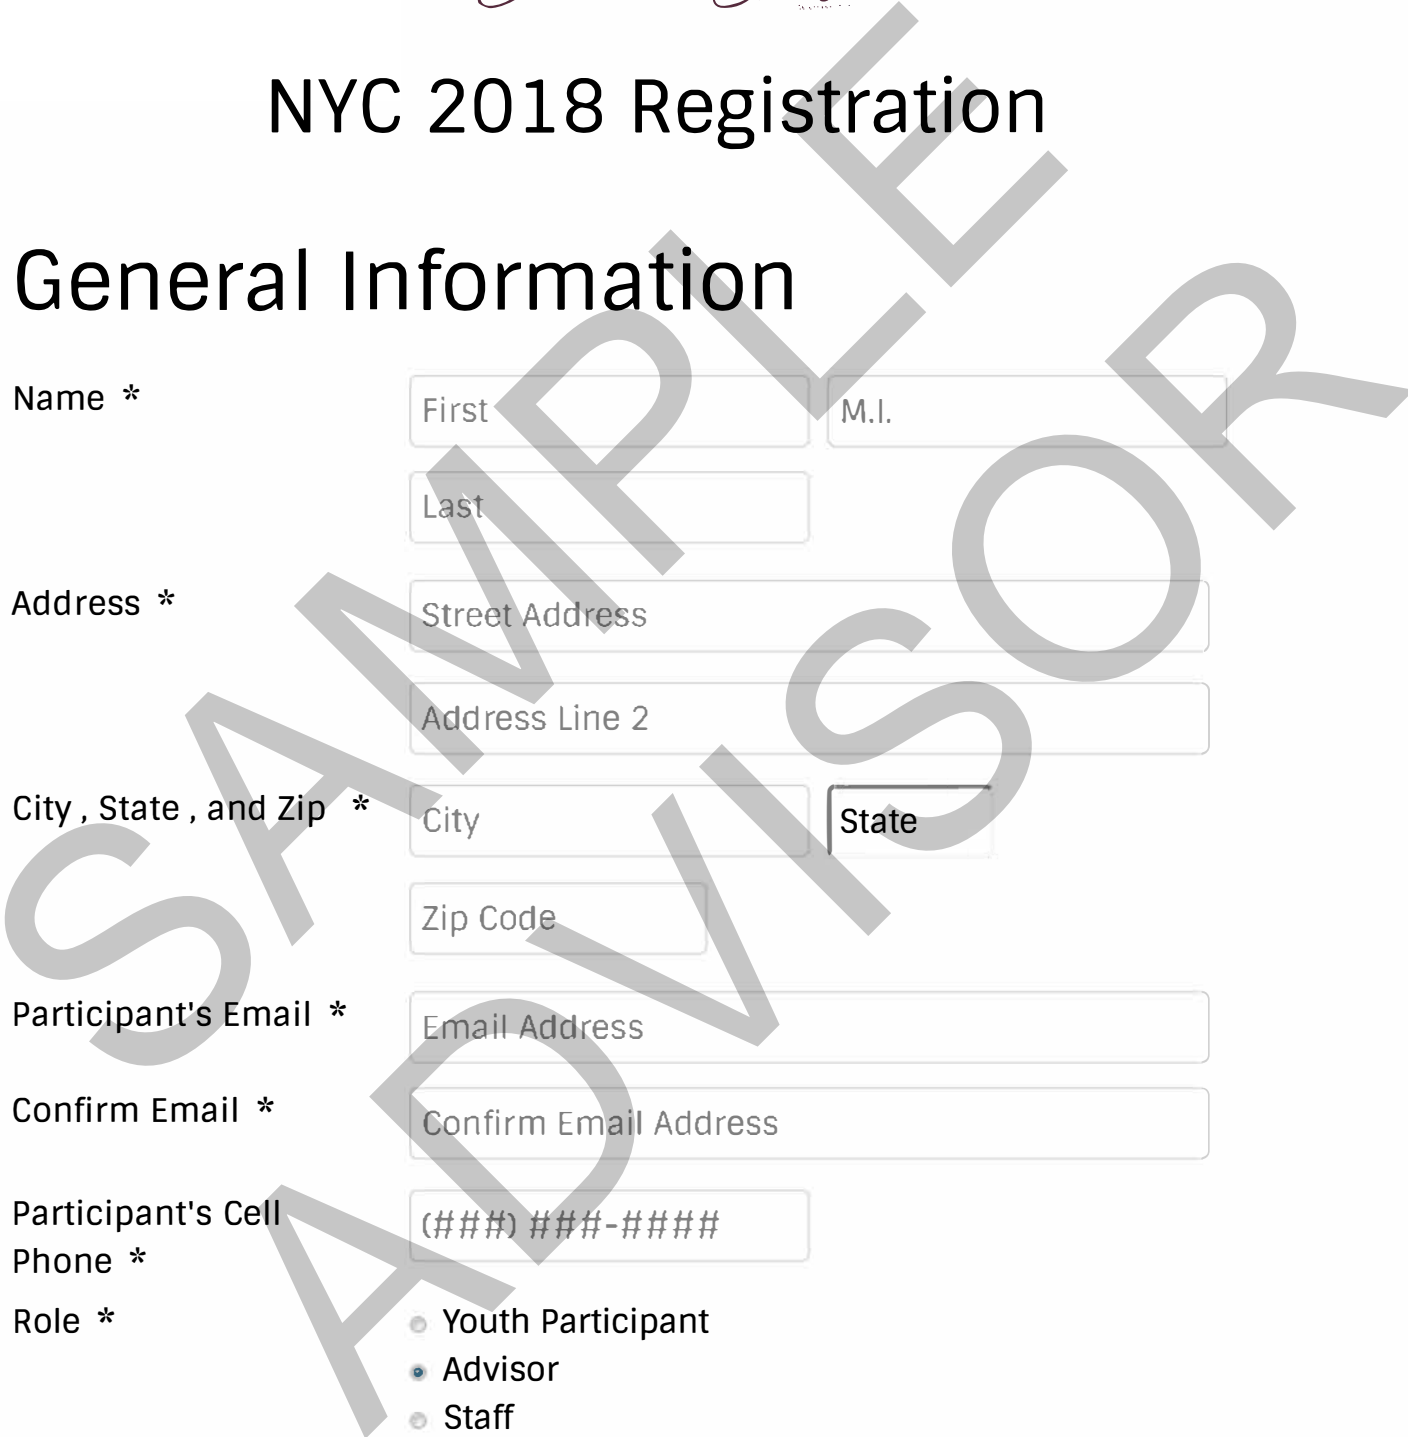 NYC 2018 Registration
General Information
Name *
First
M.I.
Last
Address *
Street Address
Address Line 2
City , State , and Zip *
City
State
Zip Code
Participant's Email *
Email Address
Confirm Email *
Confirm Email Address
Participant's Cell
Phone *
(###) ###-####
Role *
Youth Participant
Advisor
Staff
SAMPLE
ADVISOR